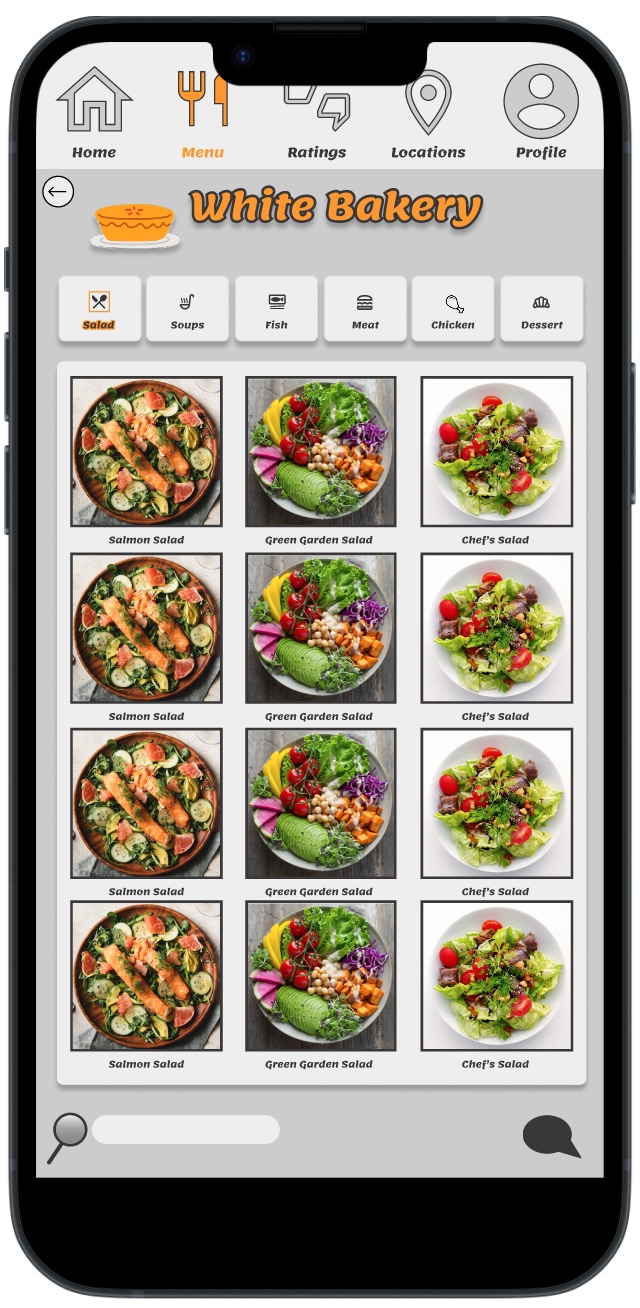 Home Menu Ratings Locations Profile
White Bakery
Salad Soups Fish Meat Chicken Dessert
Salmon Salad Green Garden Salad Chef's Salad
Salmon Salad Green Garden Salad Chef's Salad
Salmon Salad Green Garden Salad Chef's Salad
Salmon Salad Green Garden Salad Chef's Salad